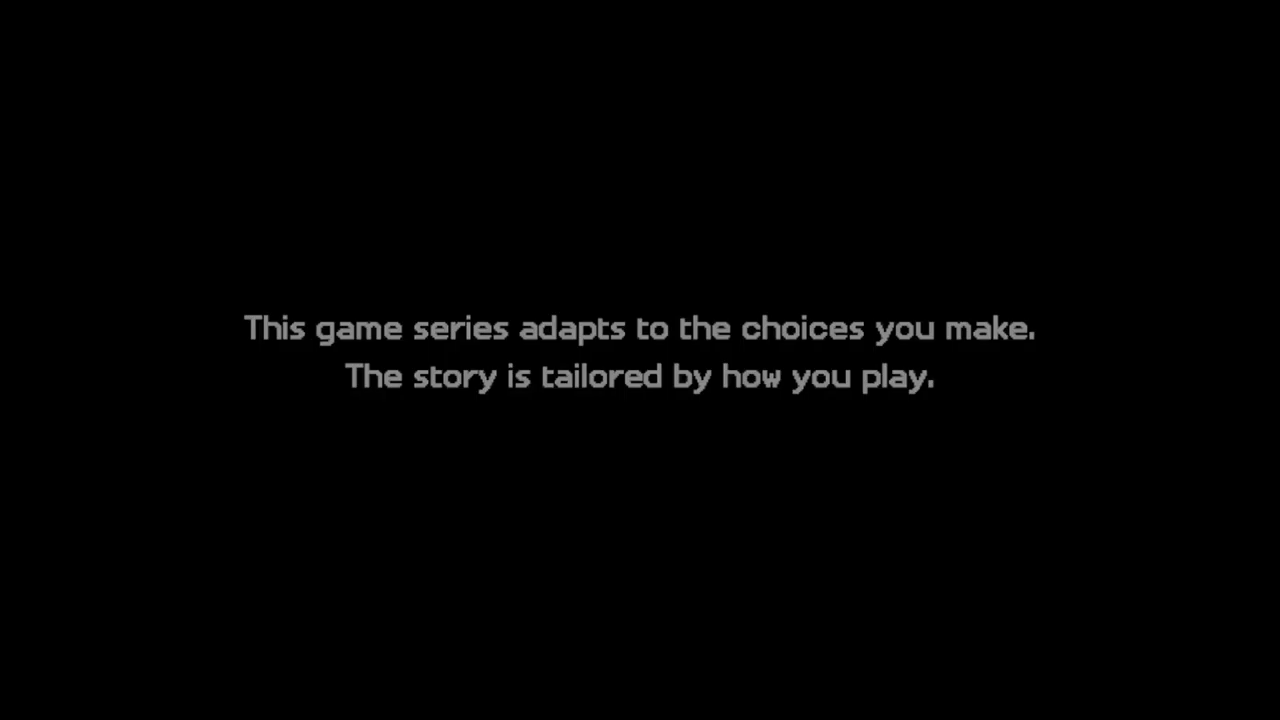 This game series adapts to the choices you make.
The story is tailored by how you play.